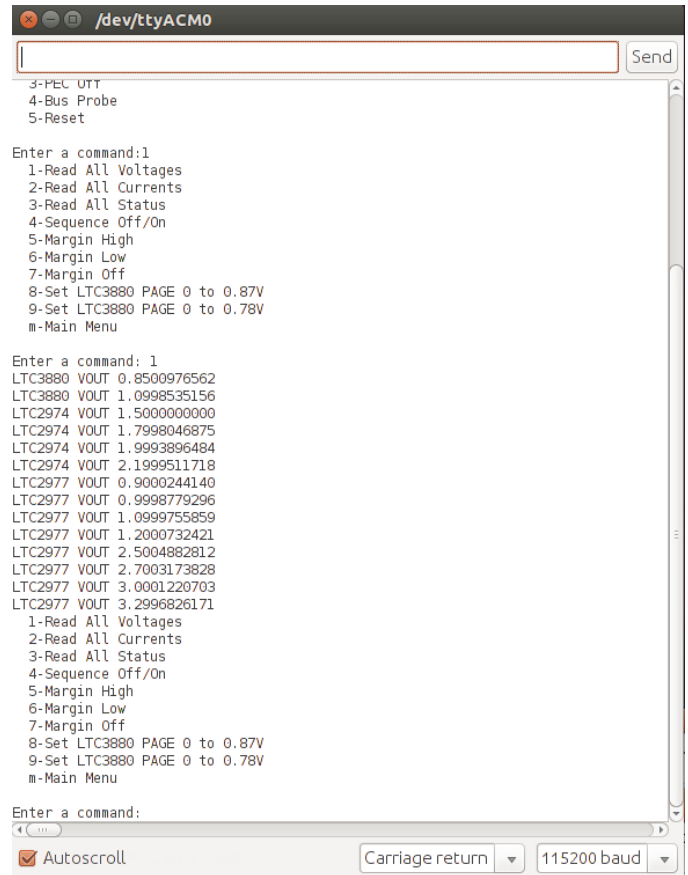 /dev/ttyACM0
Send
3-PEC Off
4-Bus Probe
5-Reset
Enter a command:1
1-Read All Voltages
2-Read All Currents
3-Read All Status
4-Sequence Off/On
5-Margin High
6-Margin Low
7-Margin Off
8-Set LTC3880 PAGE 0 to 0.87V
9-Set LTC3880 PAGE 0 to 0.78V
m-Main Menu
Enter a command: 1
LTC3880 VOUT 0.8500976562
LTC3880 VOUT 1.0998535156
LTC2974 VOUT 1.5000000000
LTC2974 VOUT 1.7998046875
LTC2974 VOUT 1.9993896484
LTC2974 VOUT 2.1999511718
LTC2977 VOUT 0.9000244140
LTC2977 VOUT 0.9998779296
LTC2977 VOUT 1.0999755859
LTC2977 VOUT 1.2000732421
LTC2977 VOUT 2.5004882812
LTC2977 VOUT 2.7003173828
LTC2977 VOUT 3.0001220703
LTC2977 VOUT 3.2996826171
1-Read All Voltages
2-Read All Currents
3-Read All Status
4-Sequence Off/On
5-Margin High
6-Margin Low
7-Margin Off
8-Set LTC3880 PAGE 0 to 0.87V
9-Set LTC3880 PAGE 0 to 0.78V
m-Main Menu
Enter a command:
Autoscroll
Carriage return
115200 baud